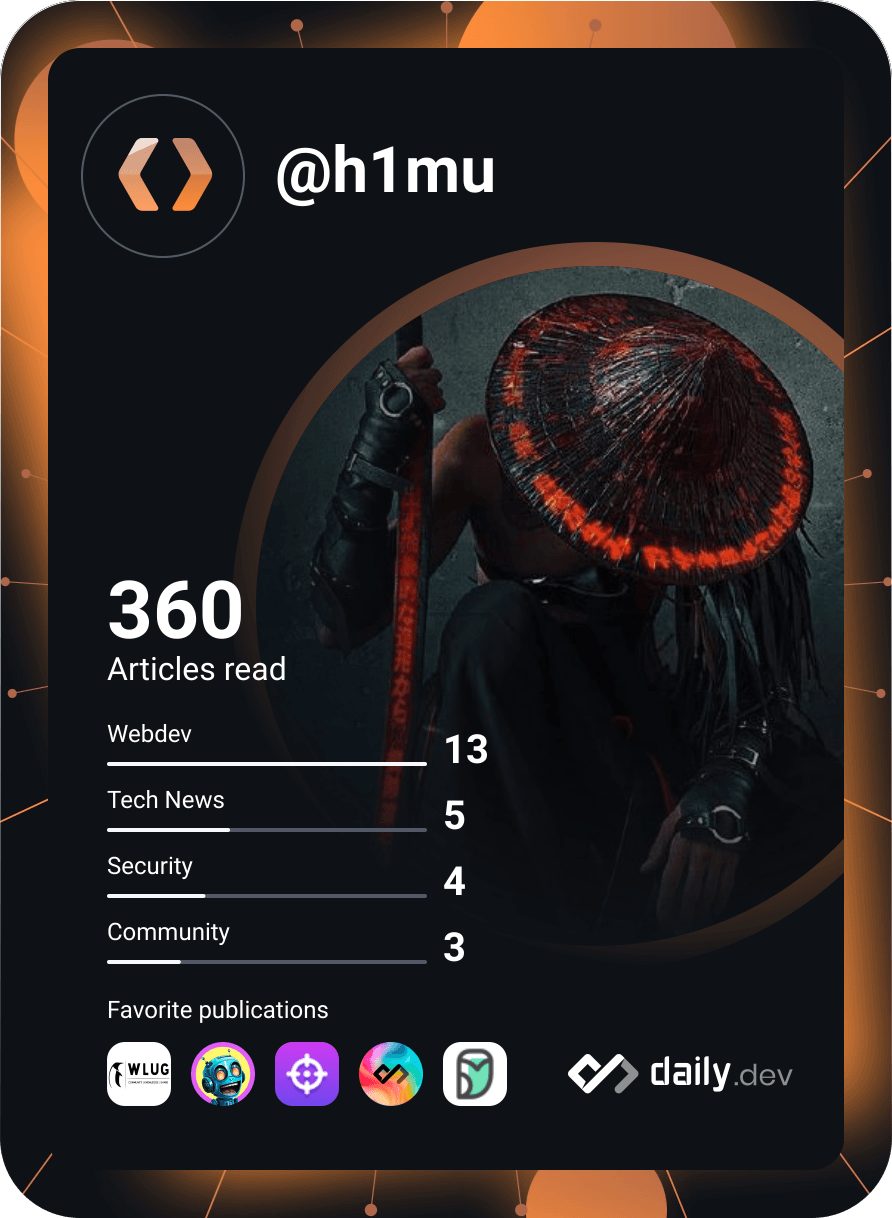 @h1mu
360
Articles read
Webdev
13
Tech News
5
Security
4
Community
3
Favorite publications
WLUG
daily.dev